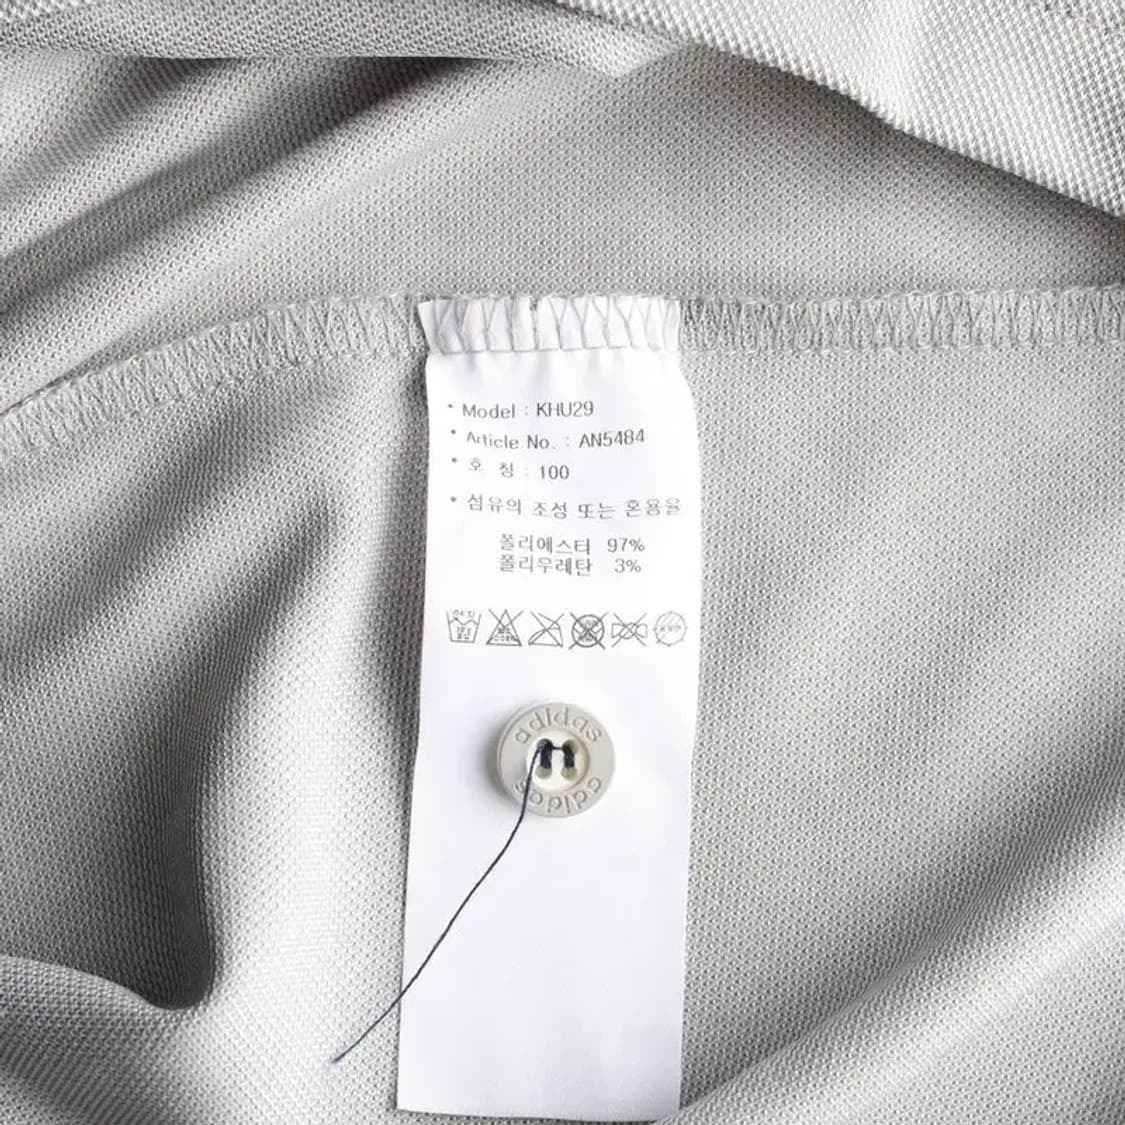 * Model : KHU29
* Article No. : AN5484
* 호 칭 : 100
* 섬유의 조성 또는 혼용율
폴리에스터 97%
폴리우레탄 3%
adidas
adidas